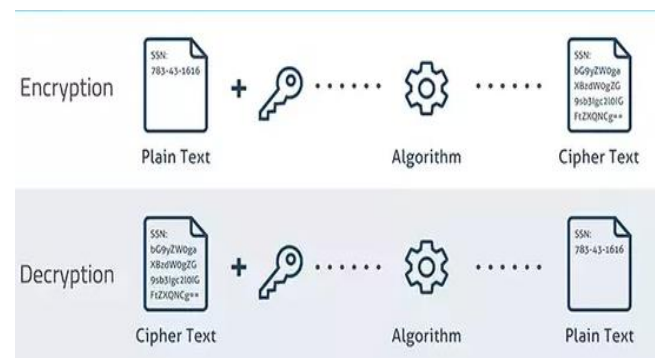 Encryption
SSN:
783-43-1616
+
SSN:
bG9yZW0ga
XBzdW0gZG
9sb3Igc2l0IG
FtZXQNCg==
Plain Text
Algorithm
Cipher Text
Decryption
SSN:
bG9yZW0ga
XBzdW0gZG
9sb3Igc2l0IG
FtZXQNCg==
+
SSN:
783-43-1616
Cipher Text
Algorithm
Plain Text